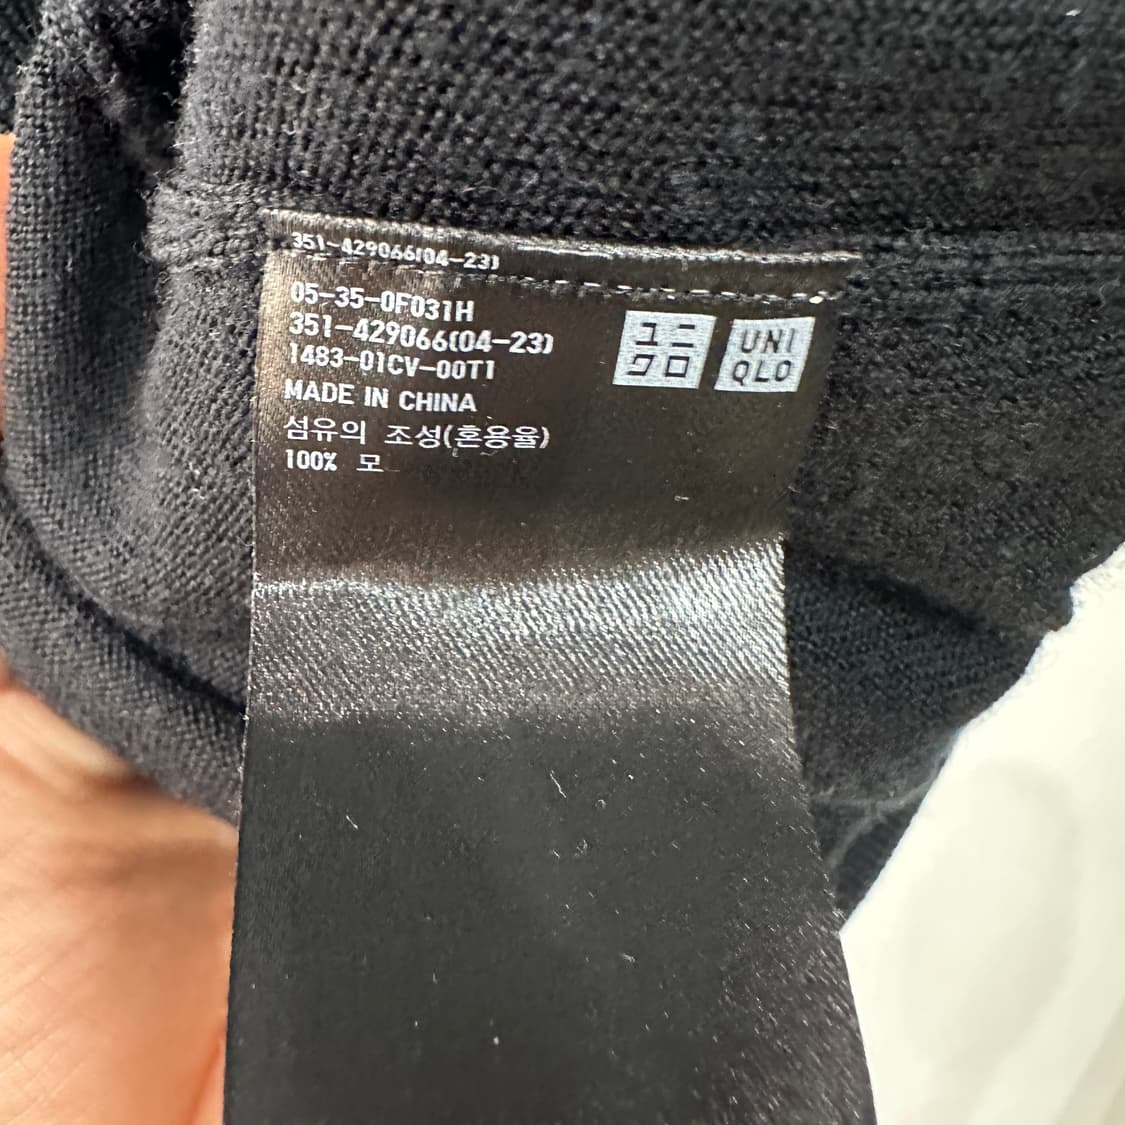 351-429066(04-23)
05-35-0F031H
351-429066(04-23)
1483-01CV-00T1
MADE IN CHINA
섬유의 조성(혼용율)
100% 모
ユニ
クロ
UNI
QLO